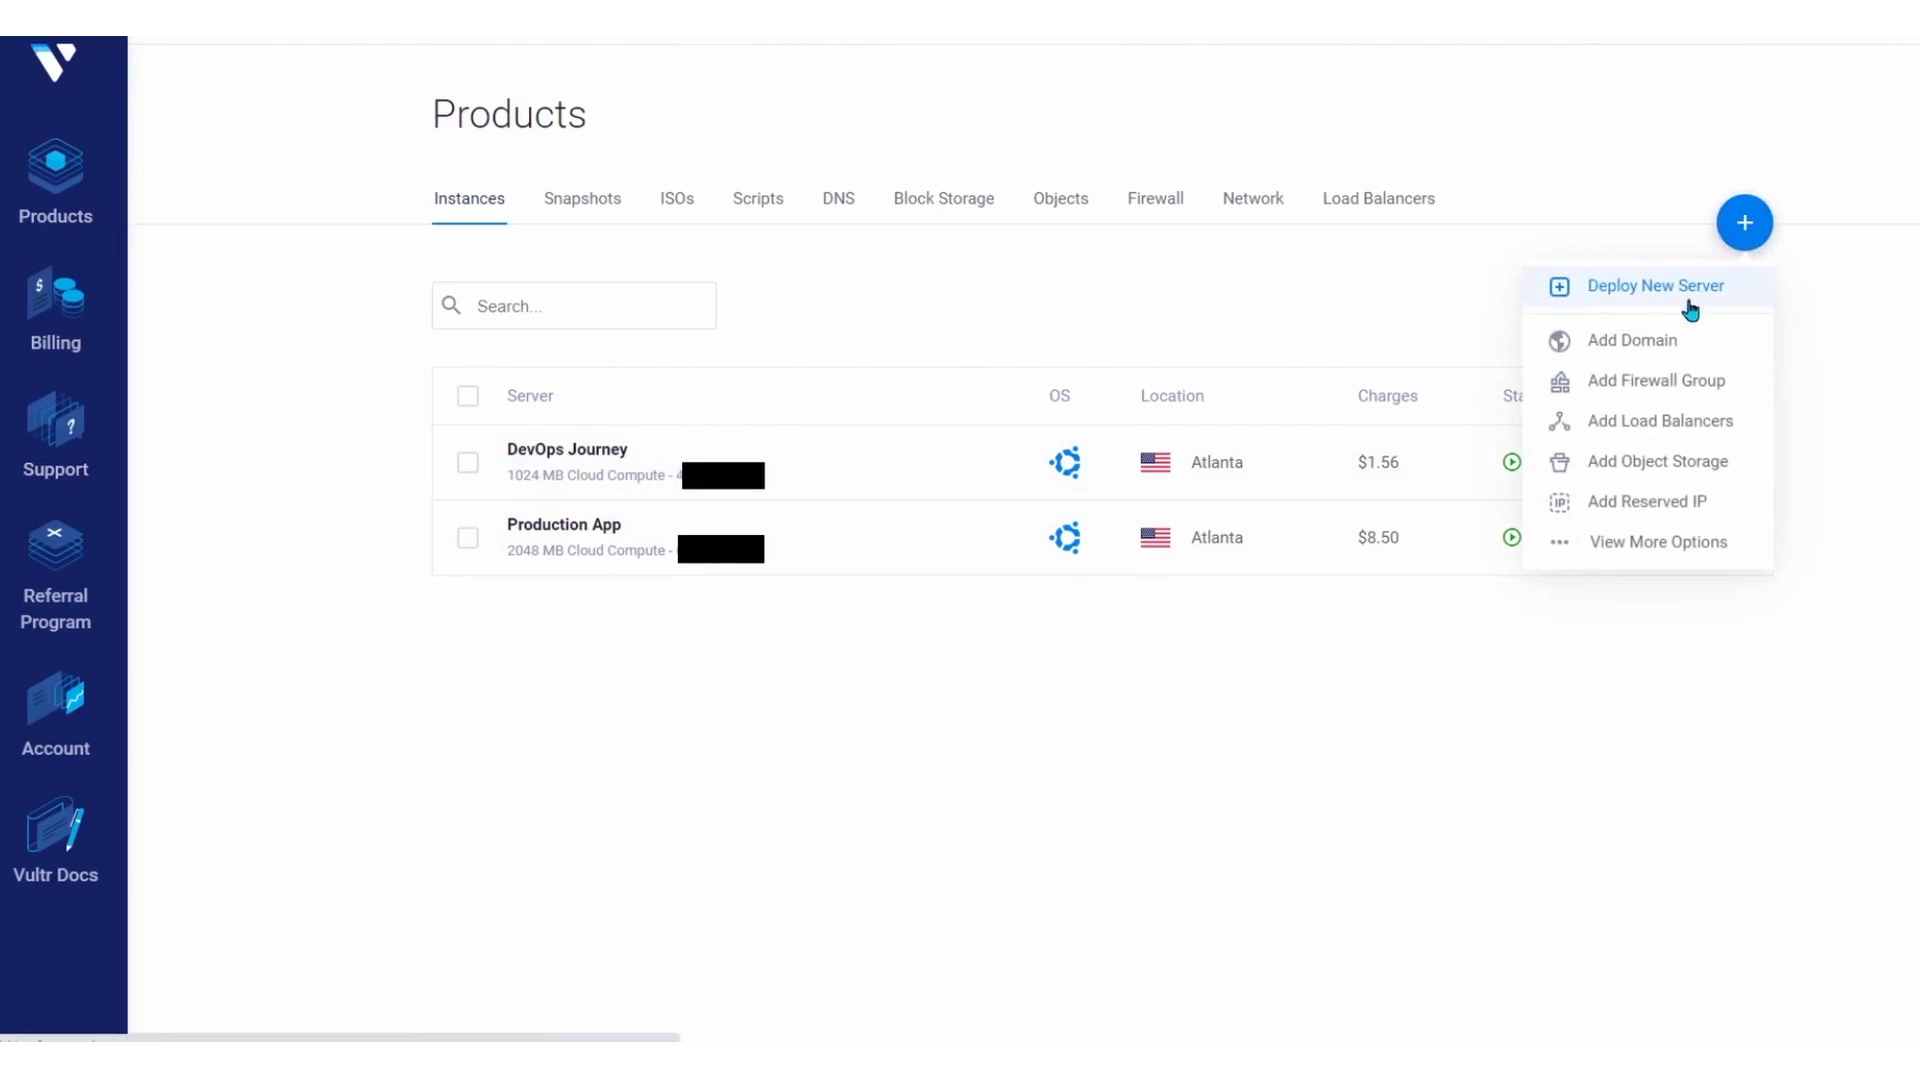 Products
Instances Snapshots ISOs Scripts DNS Block Storage Objects Firewall Network Load Balancers
Search...
Server OS Location Charges
DevOps Journey
1024 MB Cloud Compute -
Atlanta $1.56
Production App
2048 MB Cloud Compute -
Atlanta $8.50
Deploy New Server
Add Domain
Add Firewall Group
Add Load Balancers
Add Object Storage
Add Reserved IP
View More Options
Products
Billing
Support
Referral
Program
Account
Vultr Docs